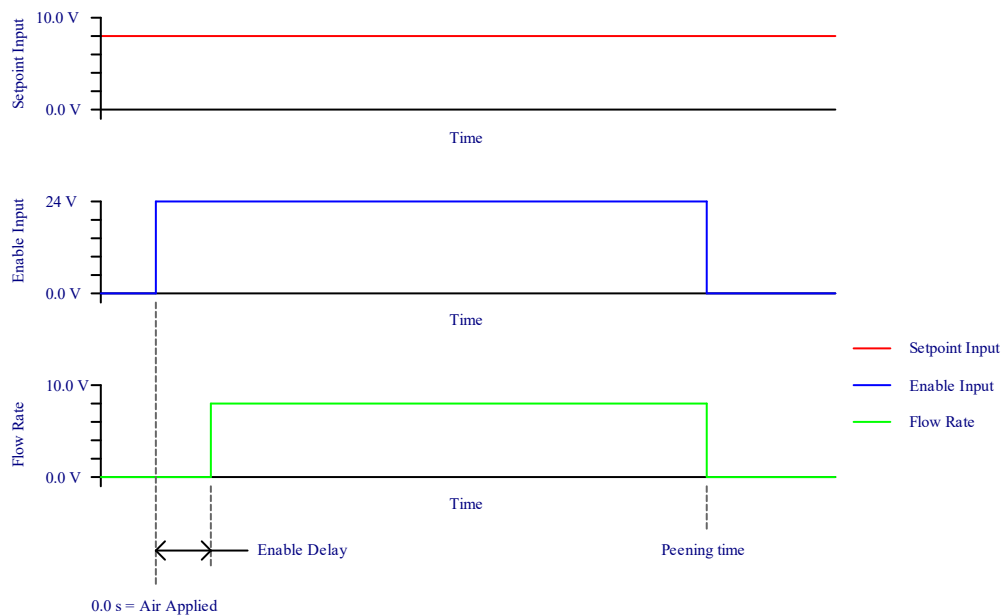 10.0 V
Setpoint Input
0.0 V
Time
24 V
Enable Input
0.0 V
Time
Setpoint Input
Enable Input
Flow Rate
10.0 V
Flow Rate
0.0 V
Time
Enable Delay
Peening time
0.0 s = Air Applied